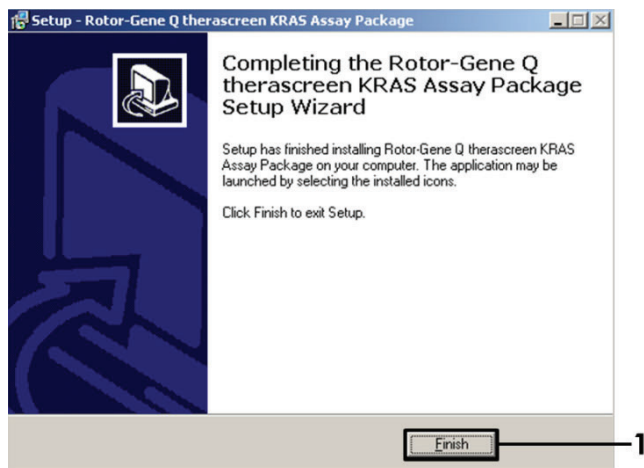 Setup - Rotor-Gene Q therascreen KRAS Assay Package
Completing the Rotor-Gene Q
therascreen KRAS Assay Package
Setup Wizard
Setup has finished installing Rotor-Gene Q therascreen KRAS
Assay Package on your computer. The application may be
launched by selecting the installed icons.
Click Finish to exit Setup.
Finish
1